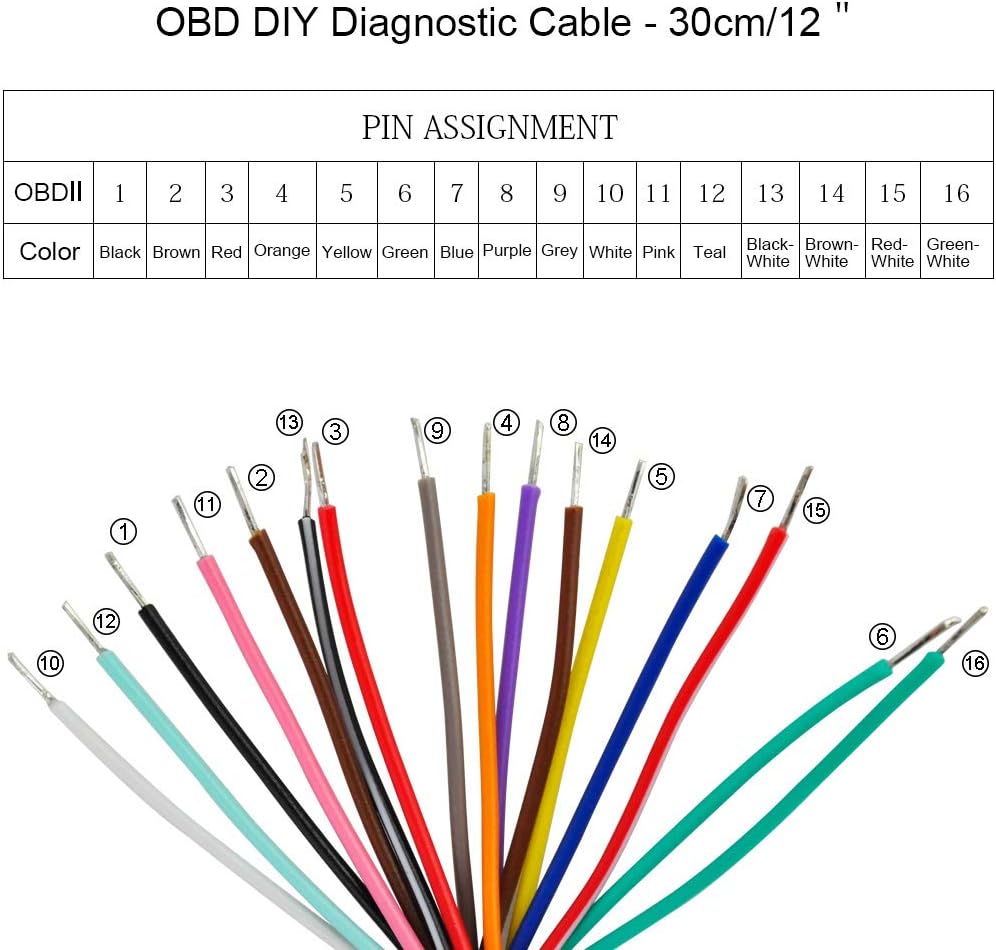 OBD DIY Diagnostic Cable - 30cm/12 "
PIN ASSIGNMENT
OBDII 1 2 3 4 5 6 7 8 9 10 11 12 13 14 15 16
Color Black Brown Red Orange Yellow Green Blue Purple Grey White Pink Teal Black-White Brown-White Red-White Green-White
13 3 9 4 8 14
2 5
11 7 15
1
12 6
10 16